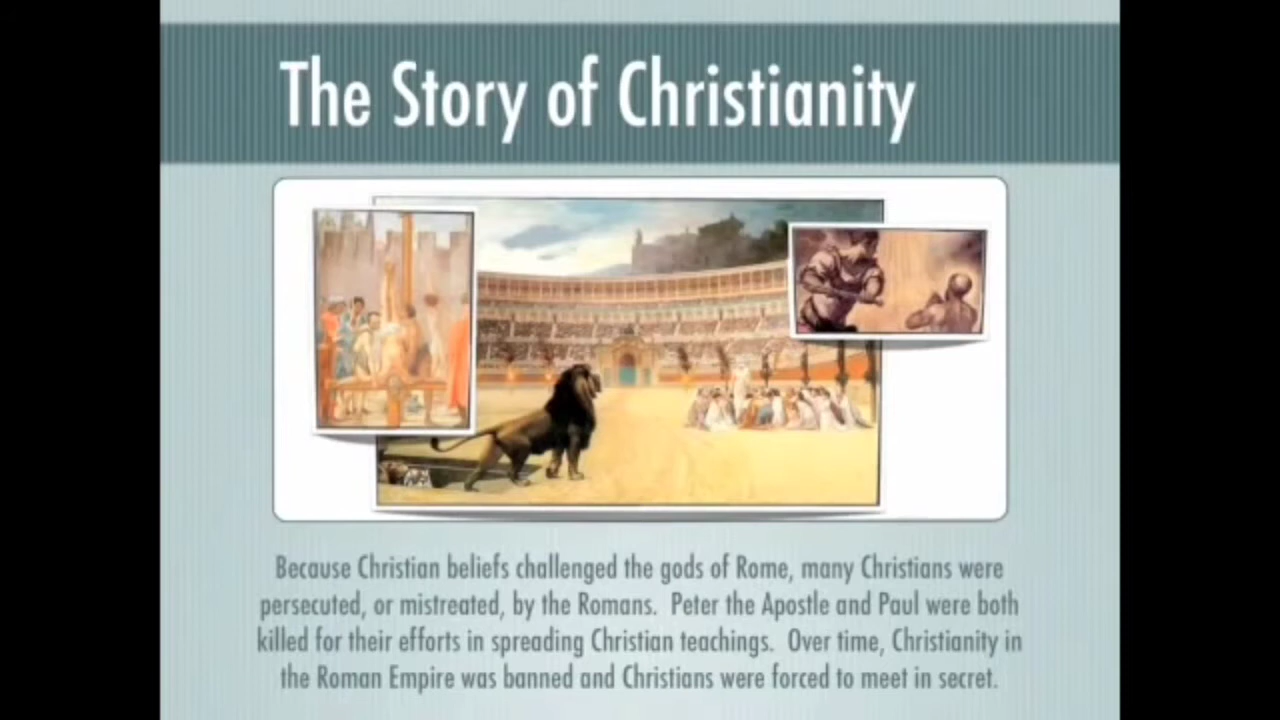 The Story of Christianity
Because Christian beliefs challenged the gods of Rome, many Christians were
persecuted, or mistreated, by the Romans.  Peter the Apostle and Paul were both
killed for their efforts in spreading Christian teachings.  Over time, Christianity in
the Roman Empire was banned and Christians were forced to meet in secret.